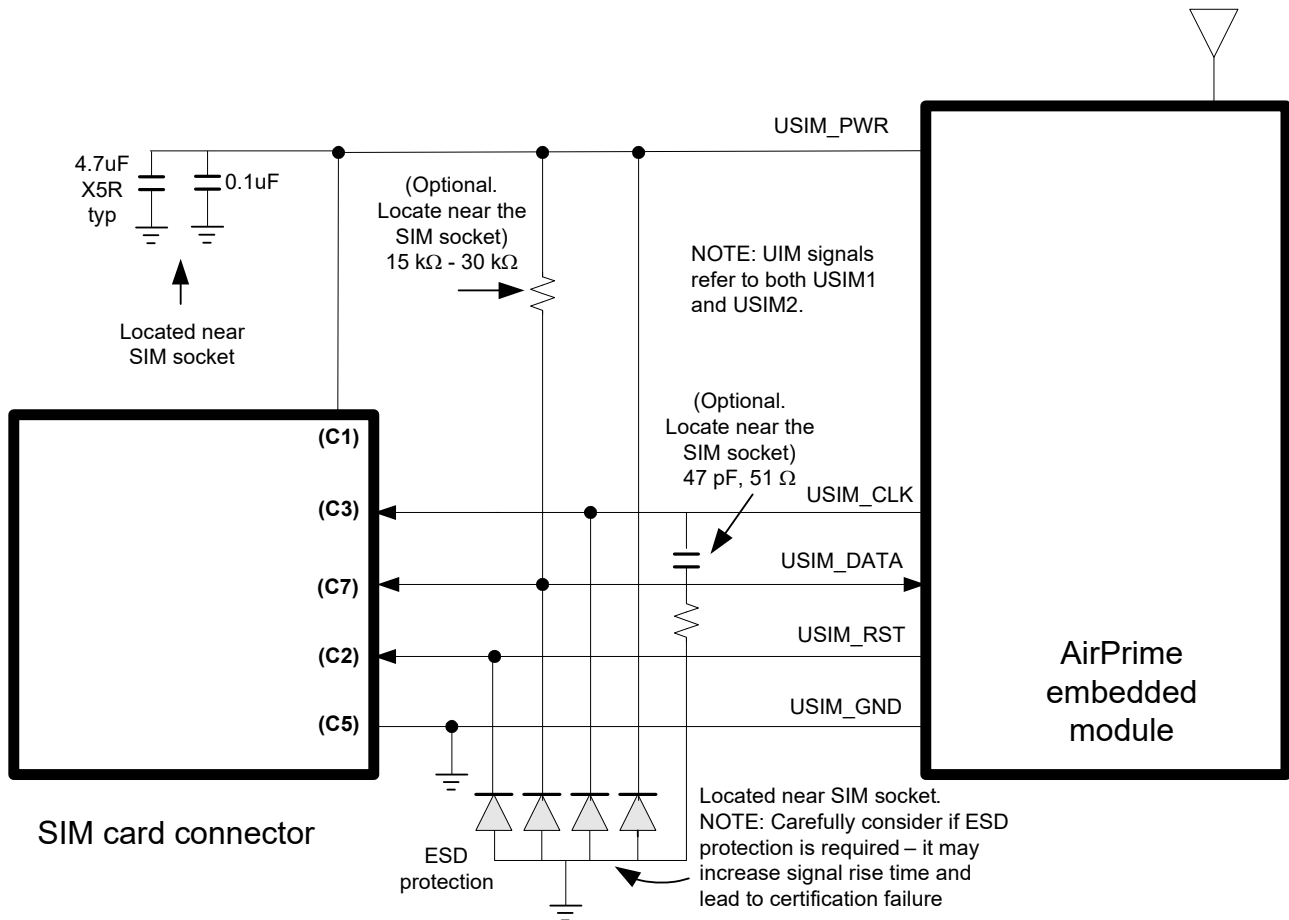 USIM_PWR
4.7uF
X5R
typ
0.1uF
(Optional.
Locate near the
SIM socket)
15 kΩ - 30 kΩ
NOTE: UIM signals
refer to both USIM1
and USIM2.
Located near
SIM socket
(Optional.
Locate near the
SIM socket)
47 pF, 51 Ω
(C1)
(C3)
USIM_CLK
(C7)
USIM_DATA
(C2)
USIM_RST
(C5)
USIM_GND
AirPrime
embedded
module
SIM card connector
ESD
protection
Located near SIM socket.
NOTE: Carefully consider if ESD
protection is required – it may
increase signal rise time and
lead to certification failure